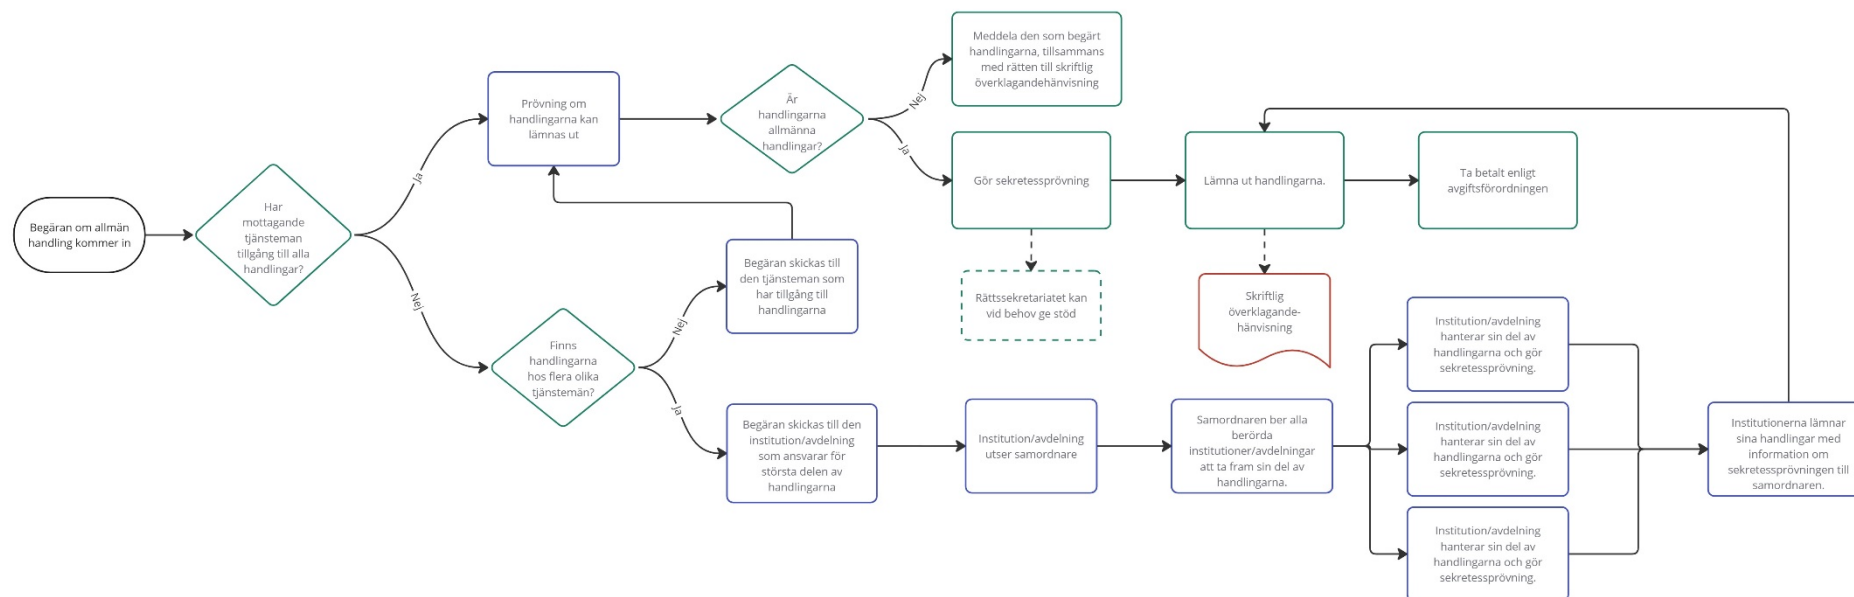 Begäran om allmän
handling kommer in
Har
mottagande
tjänsteman
tillgång till alla
handlingar?
Ja
Nej
Prövning om
handlingarna kan
lämnas ut
Är
handlingarna
allmänna
handlingar?
Nej
Ja
Meddela den som begärt
handlingarna, tillsammans
med rätten till skriftlig
överklagandehänvisning
Gör sekretessprövning
Lämna ut handlingarna.
Ta betalt enligt
avgiftsförordningen
Rättssekretariatet kan
vid behov ge stöd
Skriftlig
överklagande-
hänvisning
Finns
handlingarna
hos flera olika
tjänstemän?
Nej
Ja
Begäran skickas till
den tjänsteman som
har tillgång till
handlingarna
Begäran skickas till den
institution/avdelning
som ansvarar för
största delen av
handlingarna
Institution/avdelning
utser samordnare
Samordnaren ber alla
berörda
institutioner/avdelningar
att ta fram sin del av
handlingarna.
Institution/avdelning
hanterar sin del av
handlingarna och gör
sekretessprövning.
Institution/avdelning
hanterar sin del av
handlingarna och gör
sekretessprövning.
Institution/avdelning
hanterar sin del av
handlingarna och gör
sekretessprövning.
Institutionerna lämnar
sina handlingar med
information om
sekretessprövningen till
samordnaren.